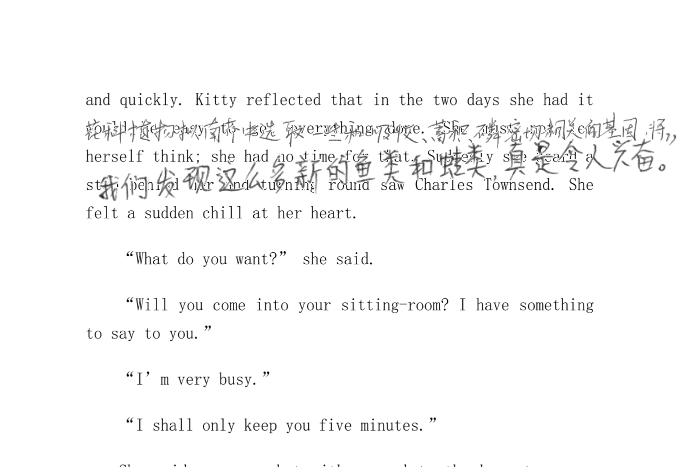 and quickly. Kitty reflected that in the two days she had it
everything done. She must
herself think; she had no time for that. Suddenly she heard a
我们发现这么多新的鱼类和蛙类,真是令人兴奋。
step behind her and turning round saw Charles Townsend. She
felt a sudden chill at her heart.
“What do you want?” she said.
“Will you come into your sitting-room? I have something
to say to you.”
“I’m very busy.”
“I shall only keep you five minutes.”